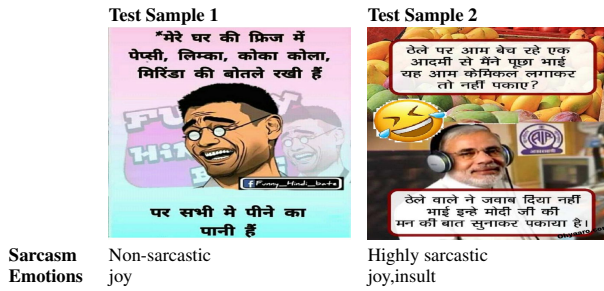 Test Sample 1
Test Sample 2
*मेरे घर की फ्रिज में
पेप्सी, लिम्का, कोका कोला,
मिरिंडा की बोतले रखी हैं
Funny_Hindi_bate
पर सभी मे पीने का
पानी हैं
ठेले पर आम बेच रहे एक
आदमी से मैंने पूछा भाई
यह आम केमिकल लगाकर
तो नहीं पकाए?
ठेले वाले ने जवाब दिया नहीं
भाई इन्हे मोदी जी की
मन की बात सुनाकर पकाया है।
Sarcasm Non-sarcastic Highly sarcastic
Emotions joy joy,insult